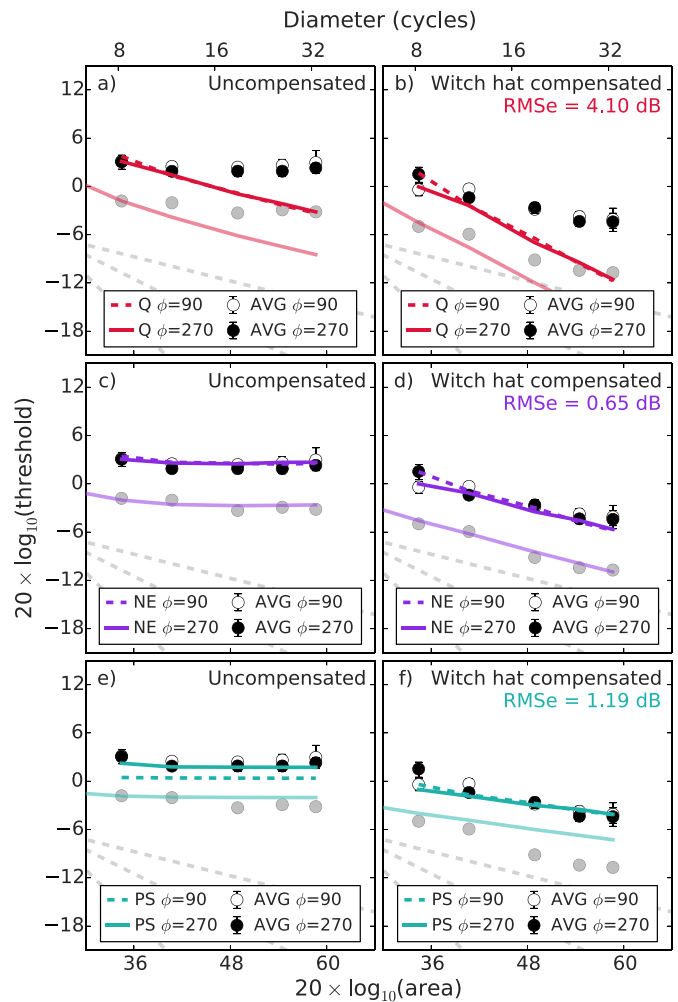 Diameter (cycles)
8 16 32 8 16 32
a) Uncompensated
b) Witch hat compensated
RMSe = 4.10 dB
12
6
0
−6
−12
−18
Q ϕ=90 AVG ϕ=90
Q ϕ=270 AVG ϕ=270
Q ϕ=90 AVG ϕ=90
Q ϕ=270 AVG ϕ=270
c) Uncompensated
d) Witch hat compensated
RMSe = 0.65 dB
12
6
0
−6
−12
−18
20 × log₁₀(threshold)
NE ϕ=90 AVG ϕ=90
NE ϕ=270 AVG ϕ=270
NE ϕ=90 AVG ϕ=90
NE ϕ=270 AVG ϕ=270
e) Uncompensated
f) Witch hat compensated
RMSe = 1.19 dB
12
6
0
−6
−12
−18
PS ϕ=90 AVG ϕ=90
PS ϕ=270 AVG ϕ=270
PS ϕ=90 AVG ϕ=90
PS ϕ=270 AVG ϕ=270
36 48 60 36 48 60
20 × log₁₀(area)